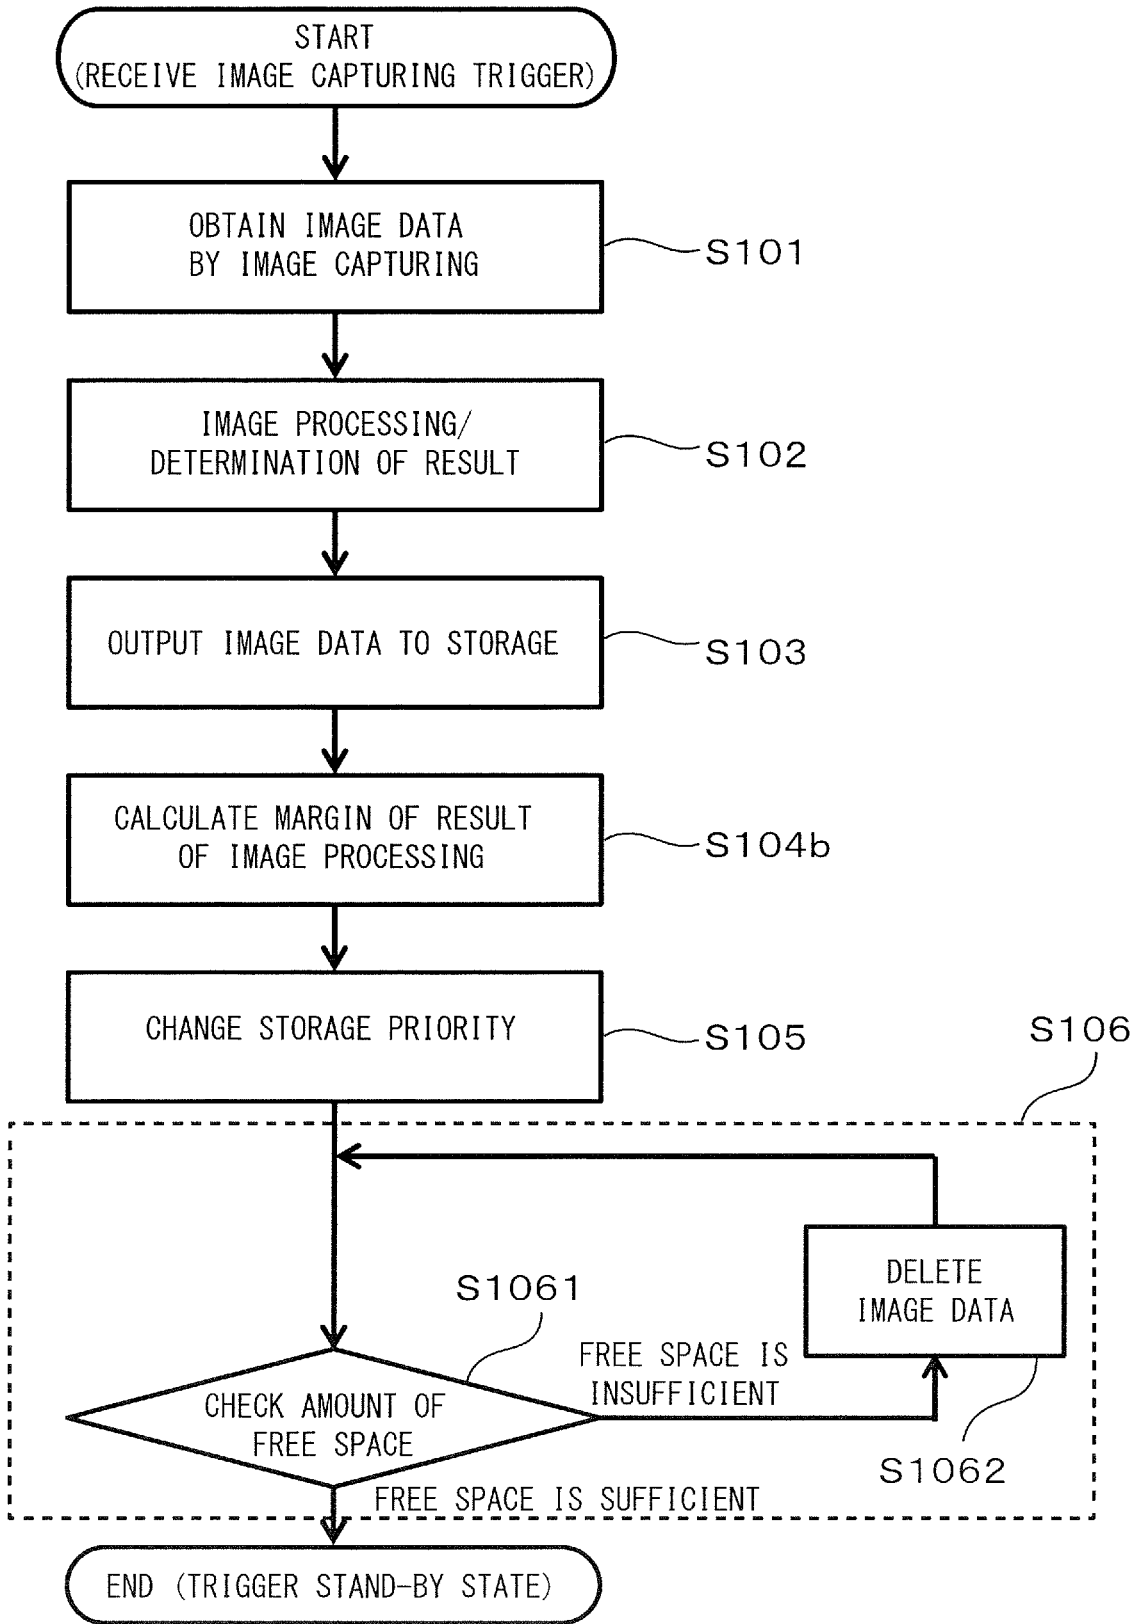 START
(RECEIVE IMAGE CAPTURING TRIGGER)
OBTAIN IMAGE DATA
BY IMAGE CAPTURING
S101
IMAGE PROCESSING/
DETERMINATION OF RESULT
S102
OUTPUT IMAGE DATA TO STORAGE
S103
CALCULATE MARGIN OF RESULT
OF IMAGE PROCESSING
S104b
CHANGE STORAGE PRIORITY
S105
S106
DELETE
IMAGE DATA
S1061
FREE SPACE IS
INSUFFICIENT
CHECK AMOUNT OF
FREE SPACE
S1062
FREE SPACE IS SUFFICIENT
END (TRIGGER STAND-BY STATE)